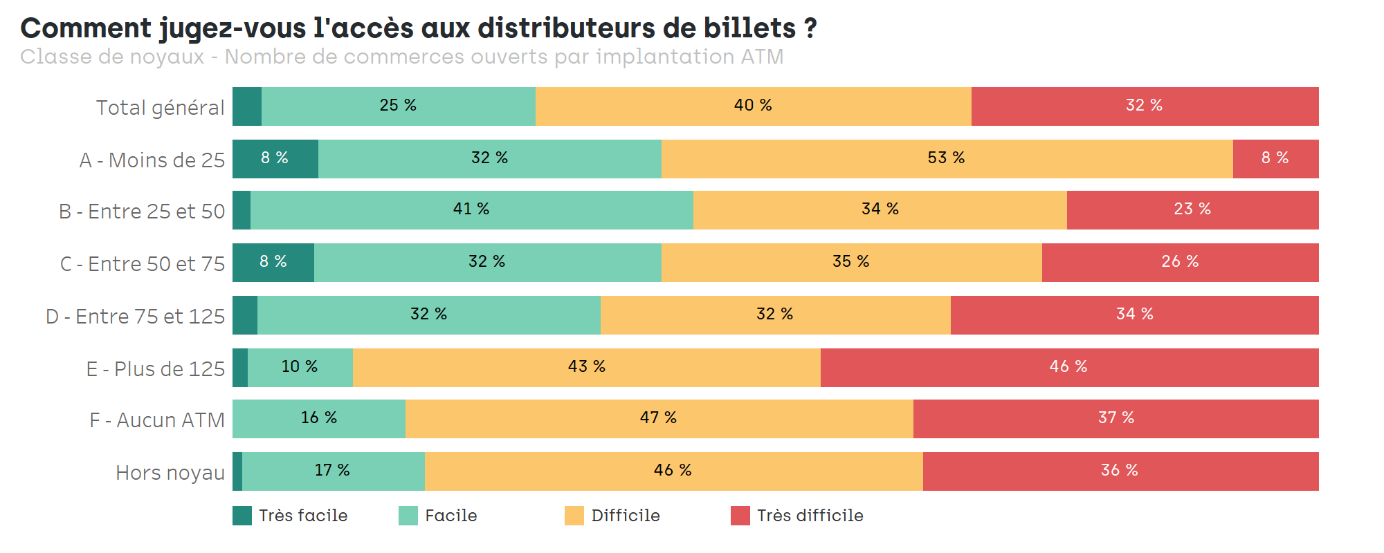 Comment jugez-vous l'accès aux distributeurs de billets ?
Classe de noyaux - Nombre de commerces ouverts par implantation ATM
Total général 25 % 40 % 32 %
A - Moins de 25 8 % 32 % 53 % 8 %
B - Entre 25 et 50 41 % 34 % 23 %
C - Entre 50 et 75 8 % 32 % 35 % 26 %
D - Entre 75 et 125 32 % 32 % 34 %
E - Plus de 125 10 % 43 % 46 %
F - Aucun ATM 16 % 47 % 37 %
Hors noyau 17 % 46 % 36 %
Très facile Facile Difficile Très difficile